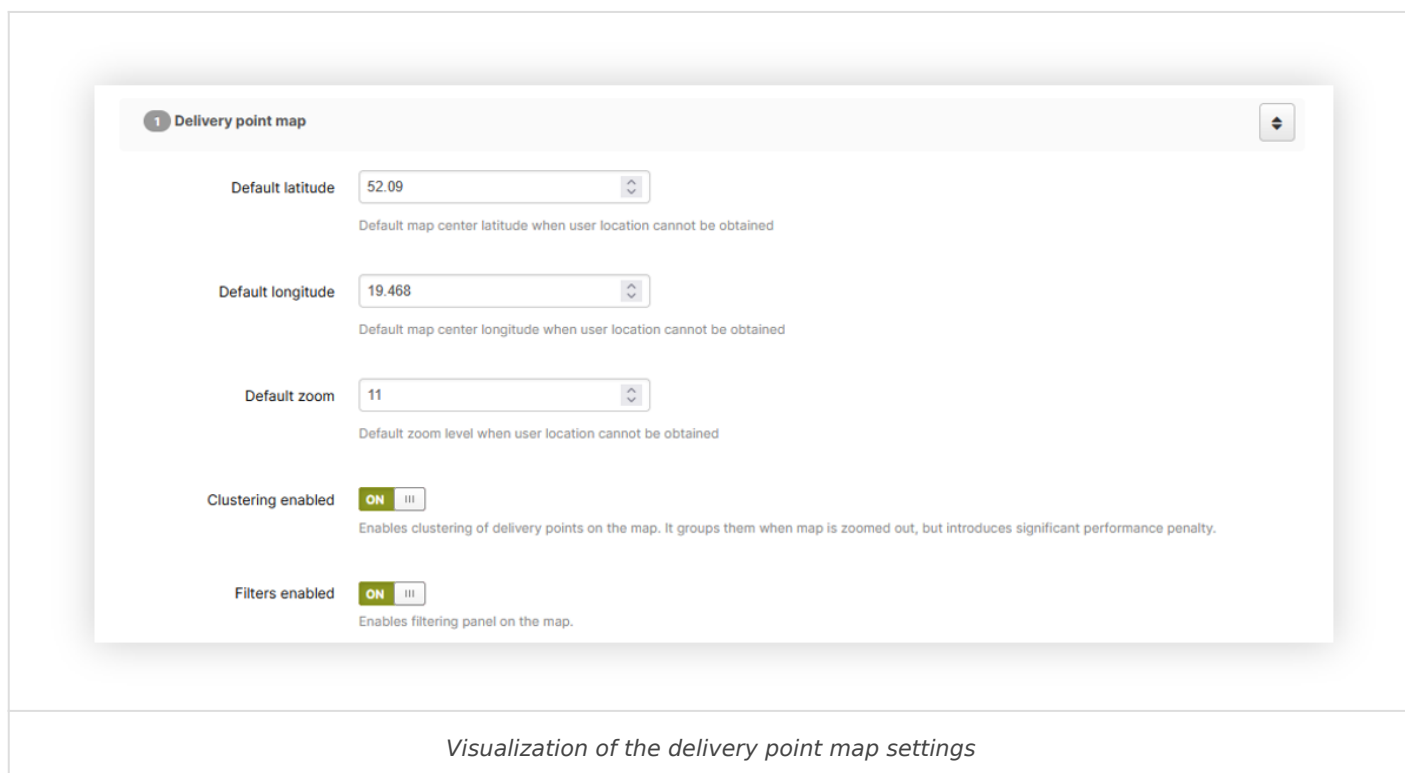 1 Delivery point map
Default latitude 52.09
Default map center latitude when user location cannot be obtained
Default longitude 19.468
Default map center longitude when user location cannot be obtained
Default zoom 11
Default zoom level when user location cannot be obtained
Clustering enabled ON
Enables clustering of delivery points on the map. It groups them when map is zoomed out, but introduces significant performance penalty.
Filters enabled ON
Enables filtering panel on the map.
Visualization of the delivery point map settings